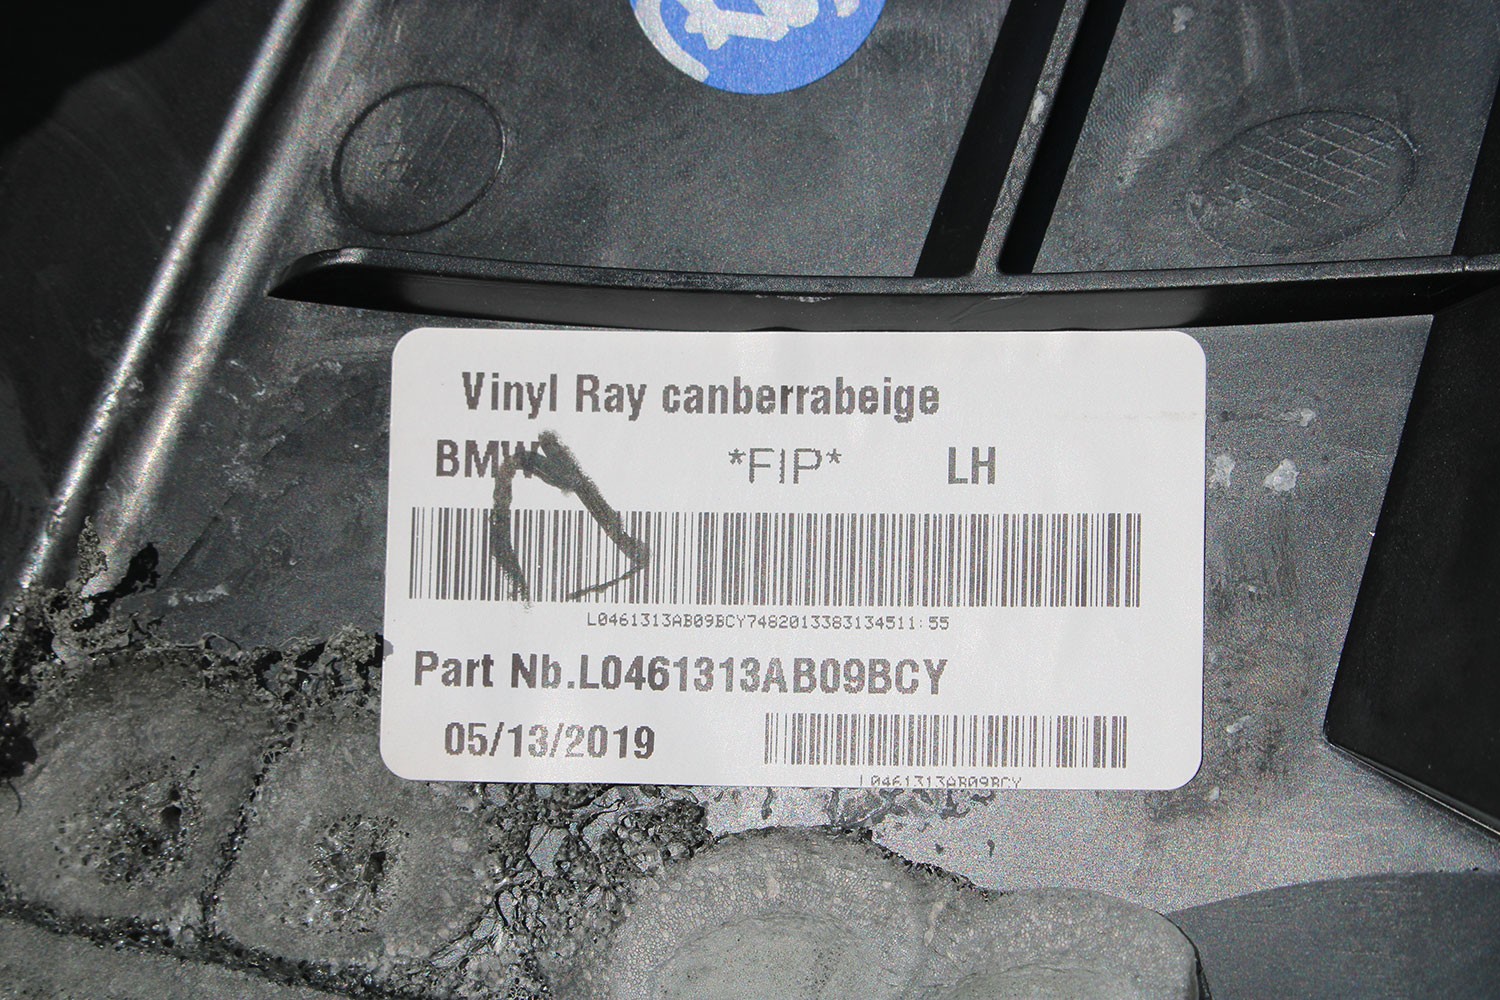 Vinyl Ray canberrabeige
BMW *FIP* LH
L0461313AB09BCY7482013383134511:55
Part Nb.L0461313AB09BCY
05/13/2019
L0461313AB09BCY